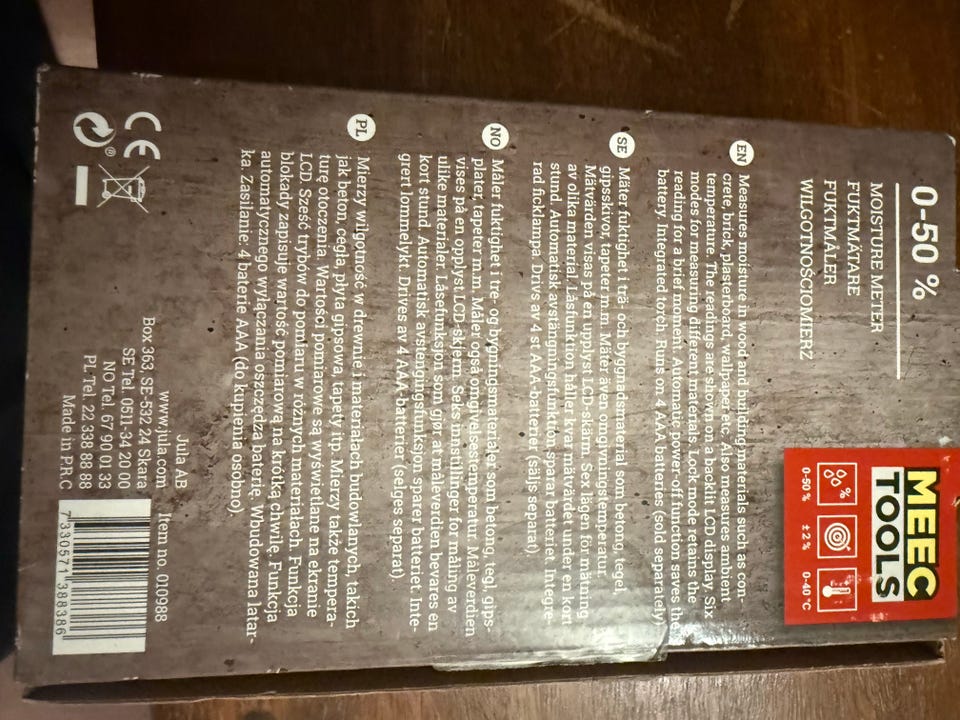 0-50 %
MOISTURE METER
FUKTMÄTARE
FUKTMÅLER
WILGOTNOŚCIOMIERZ
MEEC
TOOLS
0-50 %
± 2 %
0-40 °C
EN
Measures moisture in wood and building materials such as con-
crete, brick, plasterboard, wallpaper etc. Also measures ambient
temperature. The readings are shown on a backlit LCD display. Six
modes for measuring different materials. Lock mode retains the
reading for a brief moment. Automatic power-off function saves the
battery. Integrated torch. Runs on 4 AAA batteries (sold separately)
SE
Mäter fuktighet i trä- och byggnadsmaterial som betong, tegel,
gipsskivor, tapeter m.m. Mäter även omgivningstemperatur.
Mätvärden visas på en upplyst LCD-skärm. Sex lägen för mätning
av olika material. Låsfunktion håller kvar mätvärdet under en kort
stund. Automatisk avstängningsfunktion sparar batteriet. Integre-
rad ficklampa. Drivs av 4 st AAA-batterier (säljs separat).
NO
Måler fuktighet i tre- og bygningsmaterialer som betong, tegl, gips-
plater, tapeter m.m. Måler også omgivelsestemperatur. Måleverdien
vises på en opplyst LCD-skjerm. Seks innstillinger for måling av
ulike materialer. Låsefunksjon som gjør at måleverdien bevares en
kort stund. Automatisk avstengingsfunksjon sparer batteriet. Inte-
grert lommelykt. Drives av 4 AAA-batterier (selges separat).
PL
Mierzy wilgotność w drewnie i materiałach budowlanych, takich
jak beton, cegła, płyta gipsowa, tapety itp. Mierzy także tempera-
turę otoczenia. Wartości pomiarowe są wyświetlane na ekranie
LCD. Sześć trybów do pomiaru w różnych materiałach. Funkcja
blokady zapisuje wartość pomiarową na krótką chwilę. Funkcja
automatycznego wyłączania oszczędza baterię. Wbudowana latar-
ka. Zasilanie: 4 baterie AAA (do kupienia osobno).
CE
®
Jula AB
www.jula.com
Box 363, SE-532 24 Skara
SE Tel. 0511-34 20 00
NO Tel. 67 90 01 33
PL Tel. 22 338 88 88
Made in P.R.C
Item no. 010988
7 330571 388386